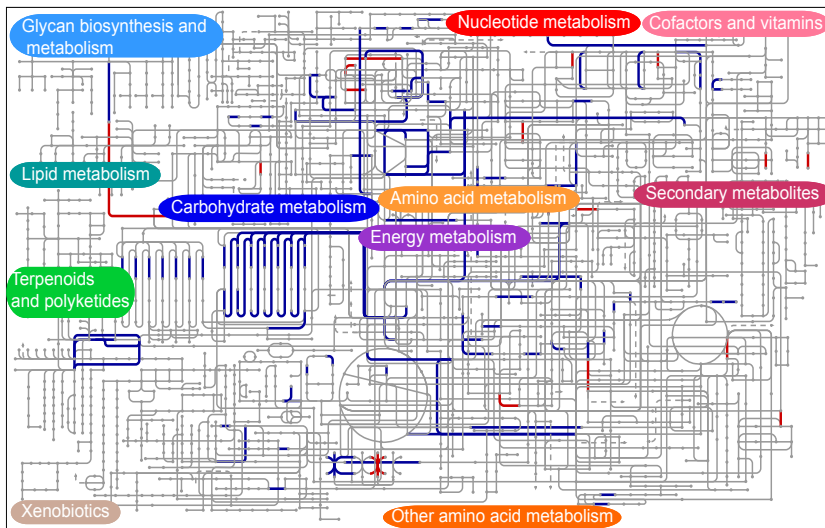 Glycan biosynthesis and
metabolism
Nucleotide metabolism
Cofactors and vitamins
Lipid metabolism
Carbohydrate metabolism
Amino acid metabolism
Secondary metabolites
Energy metabolism
Terpenoids
and polyketides
Xenobiotics
Other amino acid metabolism